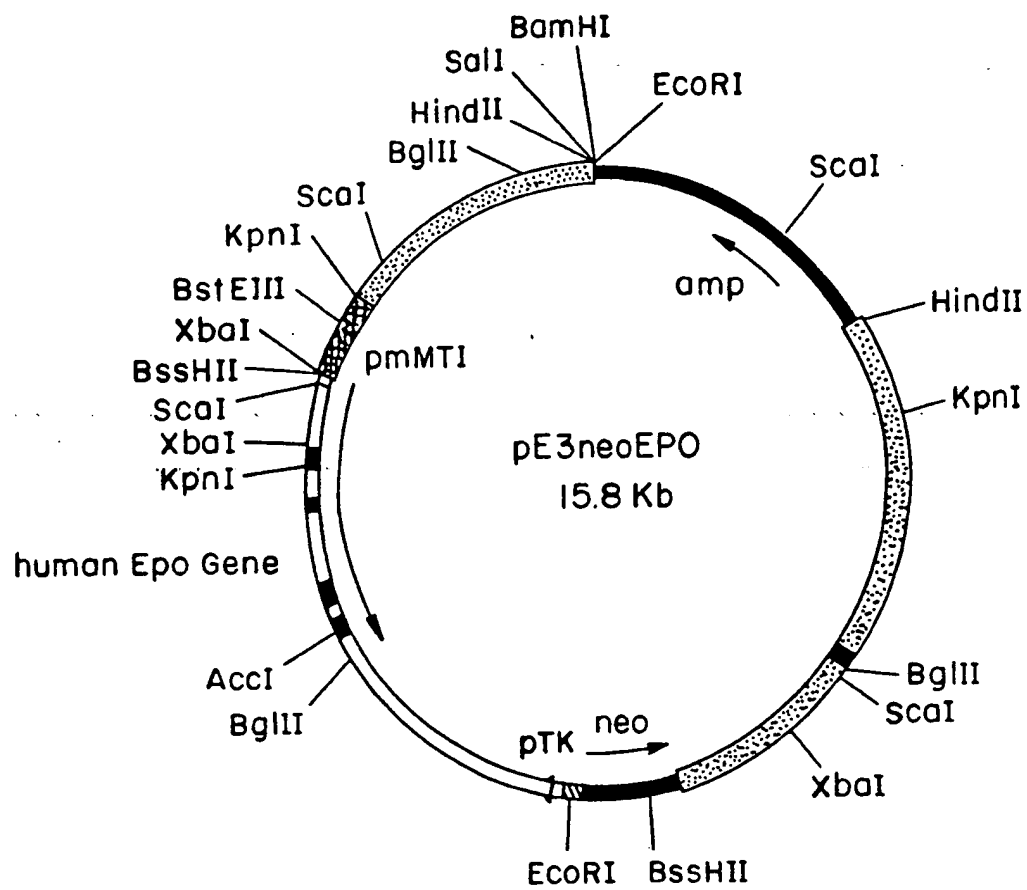 BamHI
SalI
EcoRI
HindII
BglII
ScaI
ScaI
KpnI
amp
BstEIII
HindII
XbaI
pmMTI
BssHII
KpnI
ScaI
XbaI
pE3neoEPO
KpnI
15.8 Kb
human Epo Gene
AccI
BglII
BglII
ScaI
neo
pTK
XbaI
EcoRI
BssHII